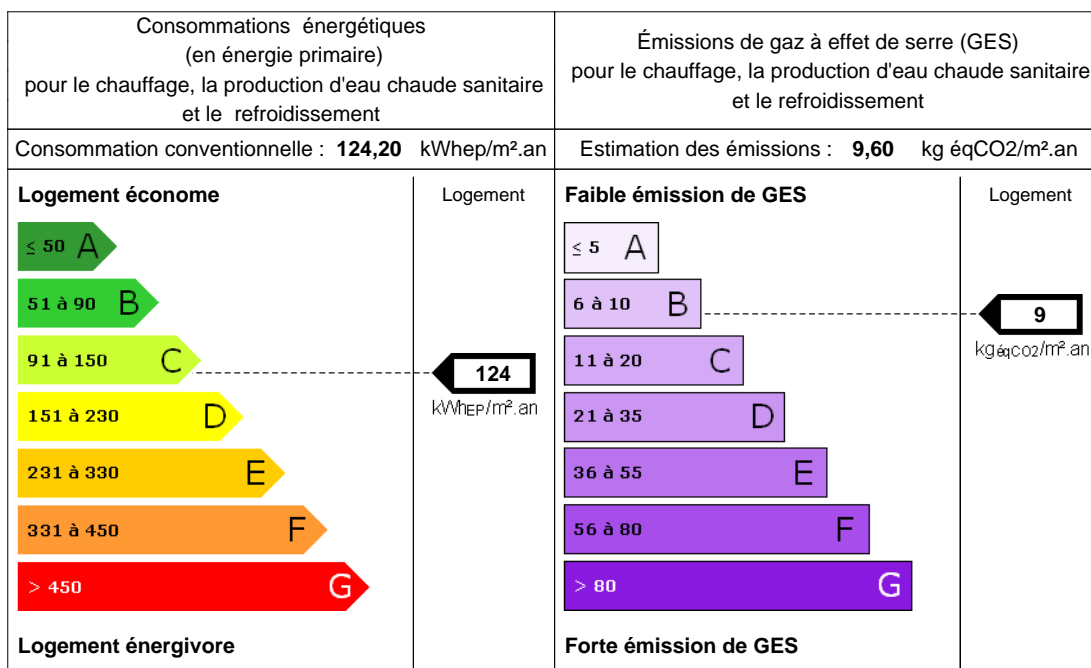 Consommations énergétiques
(en énergie primaire)
pour le chauffage, la production d'eau chaude sanitaire
et le refroidissement
Émissions de gaz à effet de serre (GES)
pour le chauffage, la production d'eau chaude sanitaire
et le refroidissement
Consommation conventionnelle : 124,20 kWhep/m².an
Estimation des émissions : 9,60 kg éqCO2/m².an
Logement économe
Logement
≤ 50 A
51 à 90 B
91 à 150 C
151 à 230 D
231 à 330 E
331 à 450 F
> 450 G
124
kWhEP/m².an
Logement énergivore
Faible émission de GES
Logement
≤ 5 A
6 à 10 B
11 à 20 C
21 à 35 D
36 à 55 E
56 à 80 F
> 80 G
9
kgéqCO2/m².an
Forte émission de GES